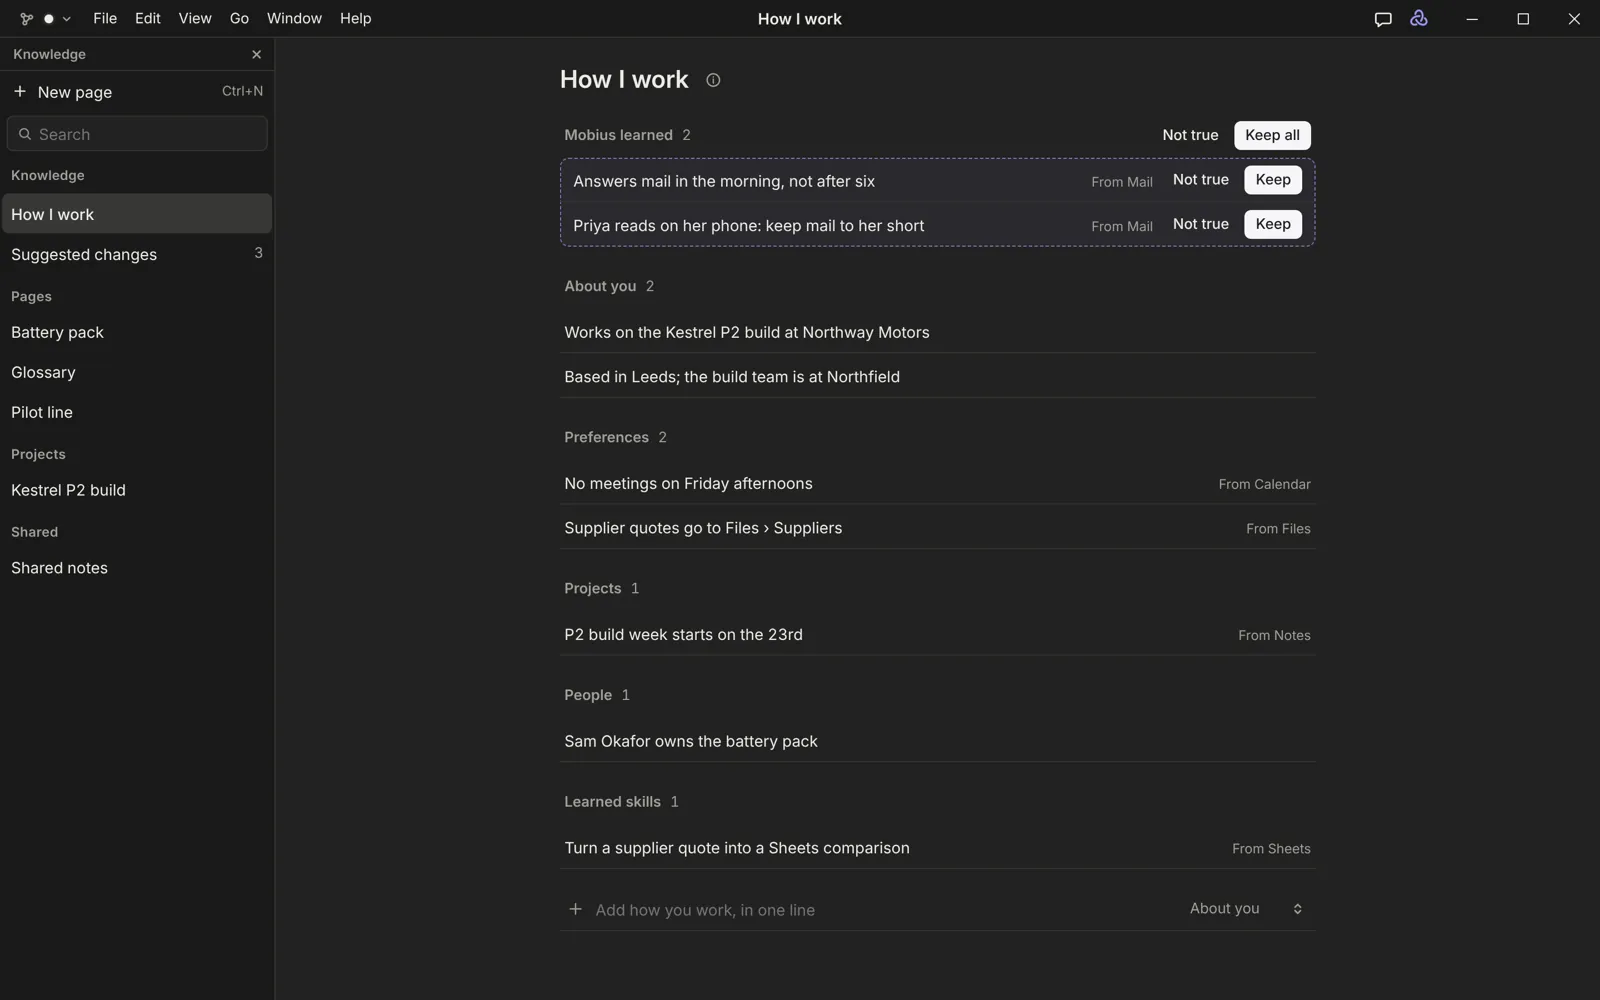 File Edit View Go Window Help
How I work
Knowledge
New page Ctrl+N
Search
Knowledge
How I work
Suggested changes 3
Pages
Battery pack
Glossary
Pilot line
Projects
Kestrel P2 build
Shared
Shared notes
How I work
Mobius learned 2 Not true Keep all
Answers mail in the morning, not after six From Mail Not true Keep
Priya reads on her phone: keep mail to her short From Mail Not true Keep
About you 2
Works on the Kestrel P2 build at Northway Motors
Based in Leeds; the build team is at Northfield
Preferences 2
No meetings on Friday afternoons From Calendar
Supplier quotes go to Files › Suppliers From Files
Projects 1
P2 build week starts on the 23rd From Notes
People 1
Sam Okafor owns the battery pack
Learned skills 1
Turn a supplier quote into a Sheets comparison From Sheets
Add how you work, in one line About you